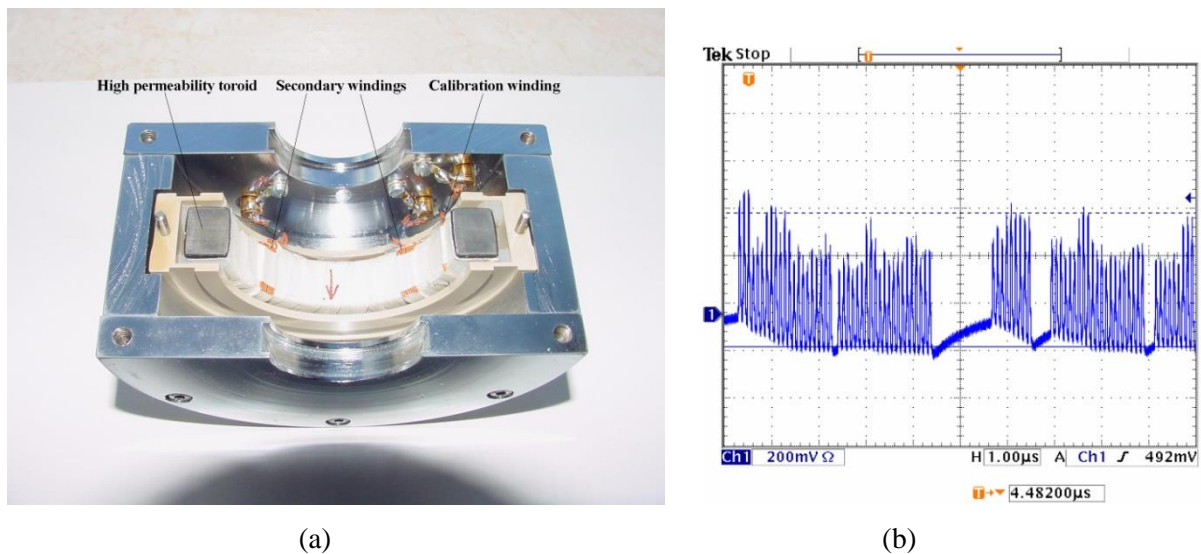 High permeability toroid Secondary windings Calibration winding
Tek Stop
T
T
1
Ch1 200mV Ω H 1.00µs A Ch1 ʃ 492mV
T→▼ 4.48200µs
(a) (b)